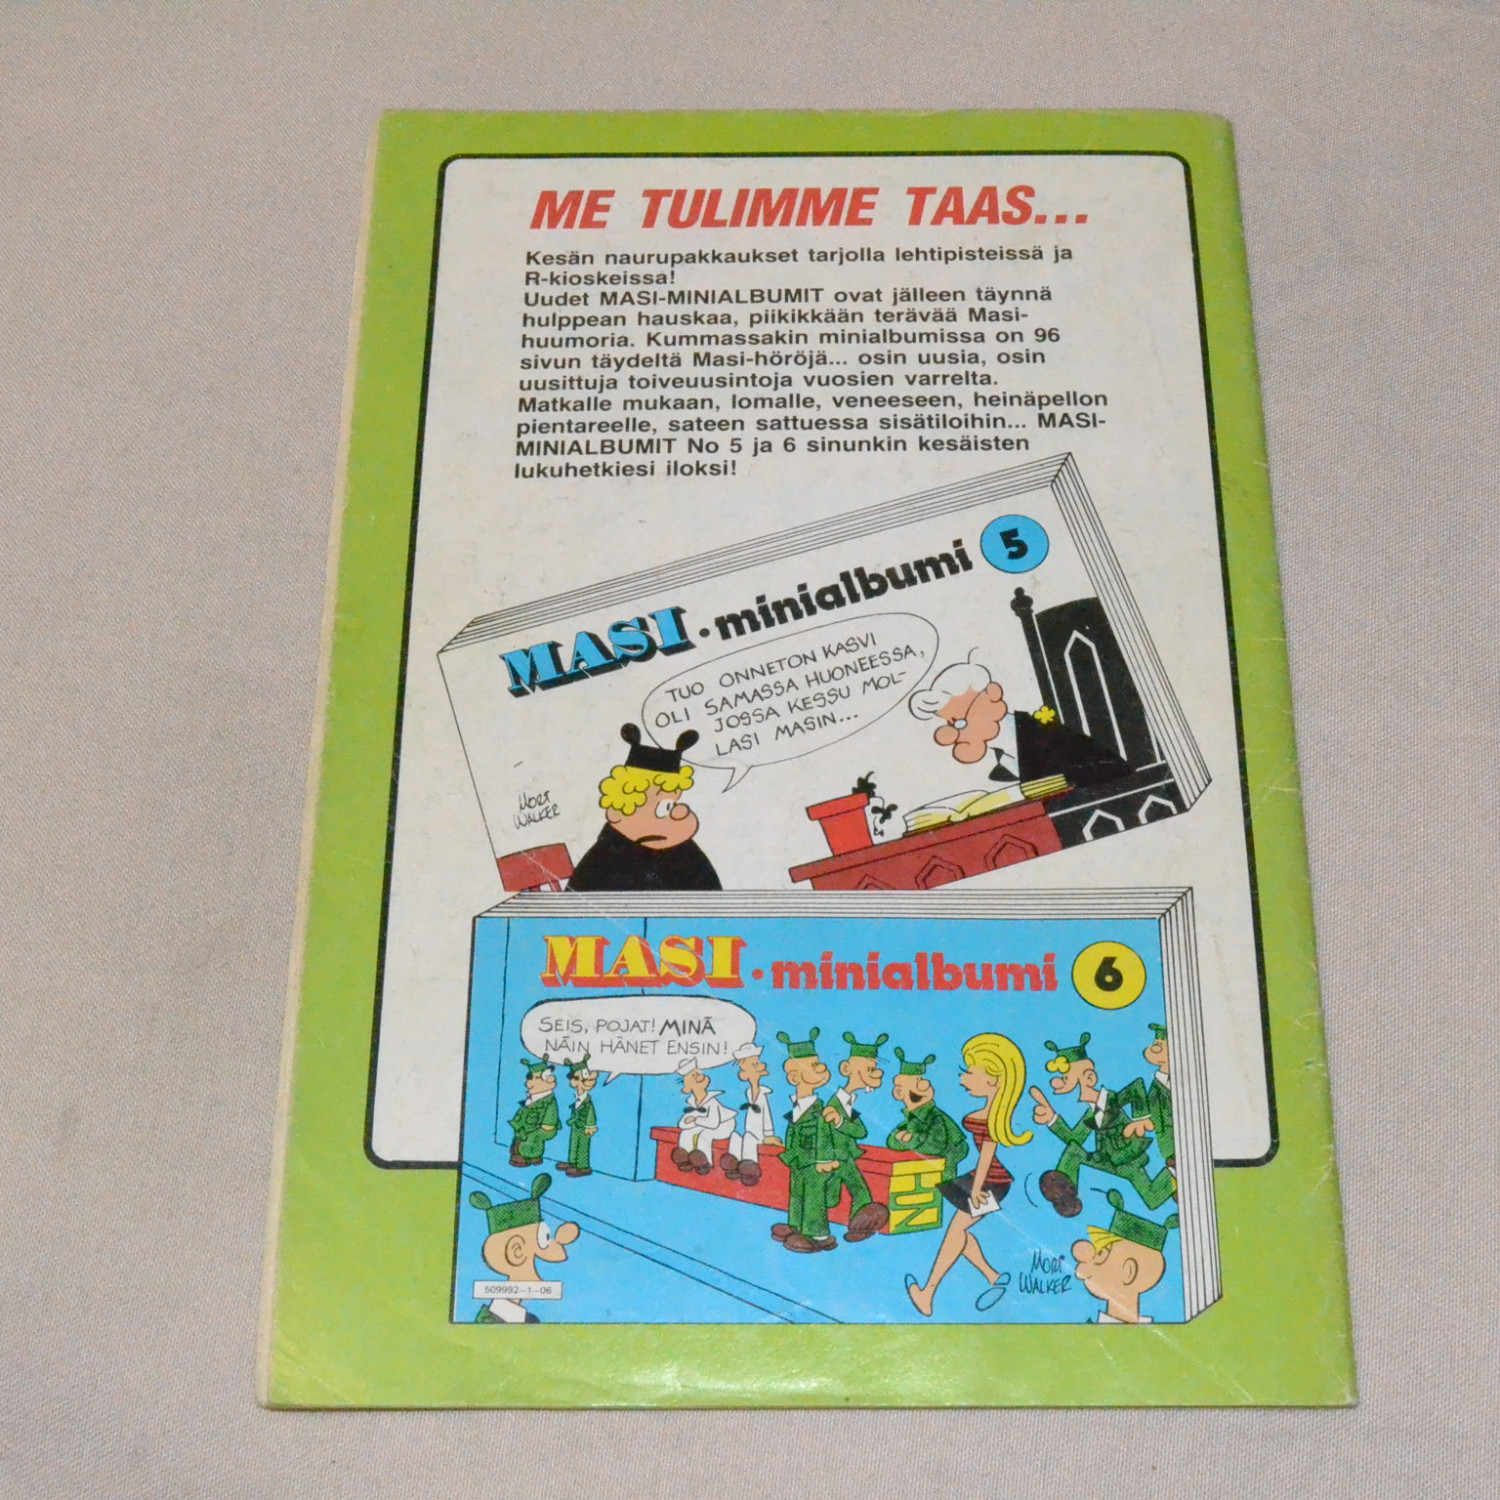 ME TULIMME TAAS...
Kesän naurupakkaukset tarjolla lehtipisteissä ja
R-kioskeissa!
Uudet MASI-MINIALBUMIT ovat jälleen täynnä
hulppean hauskaa, piikikkään terävää Masi-
huumoria. Kummassakin minialbumissa on 96
sivun täydeltä Masi-höröjä... osin uusia, osin
uusittuja toiveuusintoja vuosien varrelta.
Matkalle mukaan, lomalle, veneeseen, heinäpellon
pientareelle, sateen sattuessa sisätiloihin... MASI-
MINIALBUMIT No 5 ja 6 sinunkin kesäisten
lukuhetkiesi iloksi!
MASI • minialbumi 5
TUO ONNETON KASVI
OLI SAMASSA HUONEESSA,
JOSSA KESSU MOL-
LASI MASIN...
MORT
WALKER
MASI • minialbumi 6
SEIS, POJAT! MINÄ
NÄIN HÄNET ENSIN!
MORT
WALKER
509992-1-06